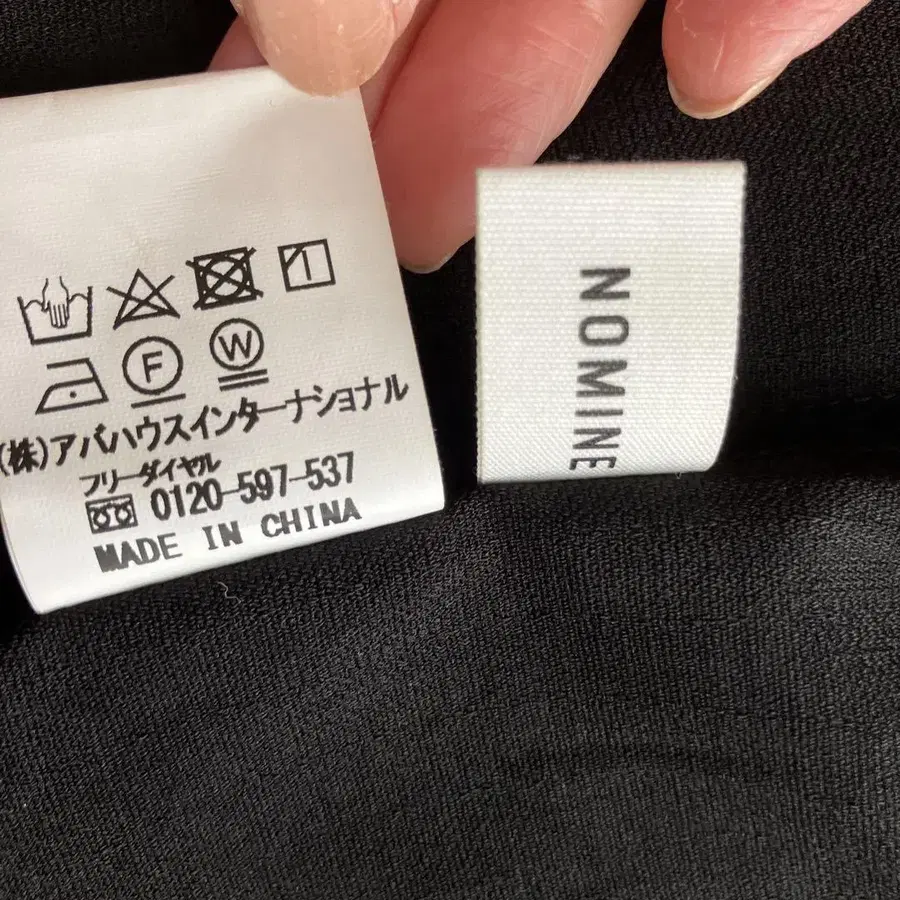 F W
(株)アバハウスインターナショナル
フリーダイヤル
0120-597-537
MADE IN CHINA
NOMINE